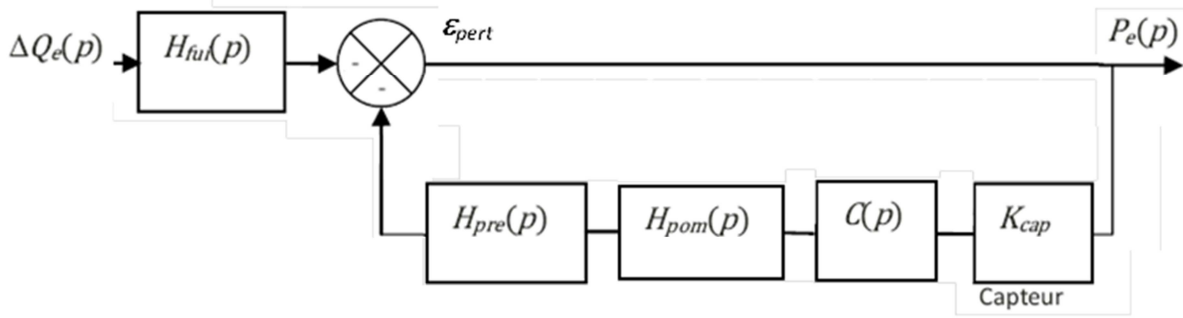 ΔQe(p)
Hfui(p)
-
-
εpert
Pe(p)
Hpre(p)
Hpom(p)
C(p)
Kcap
Capteur